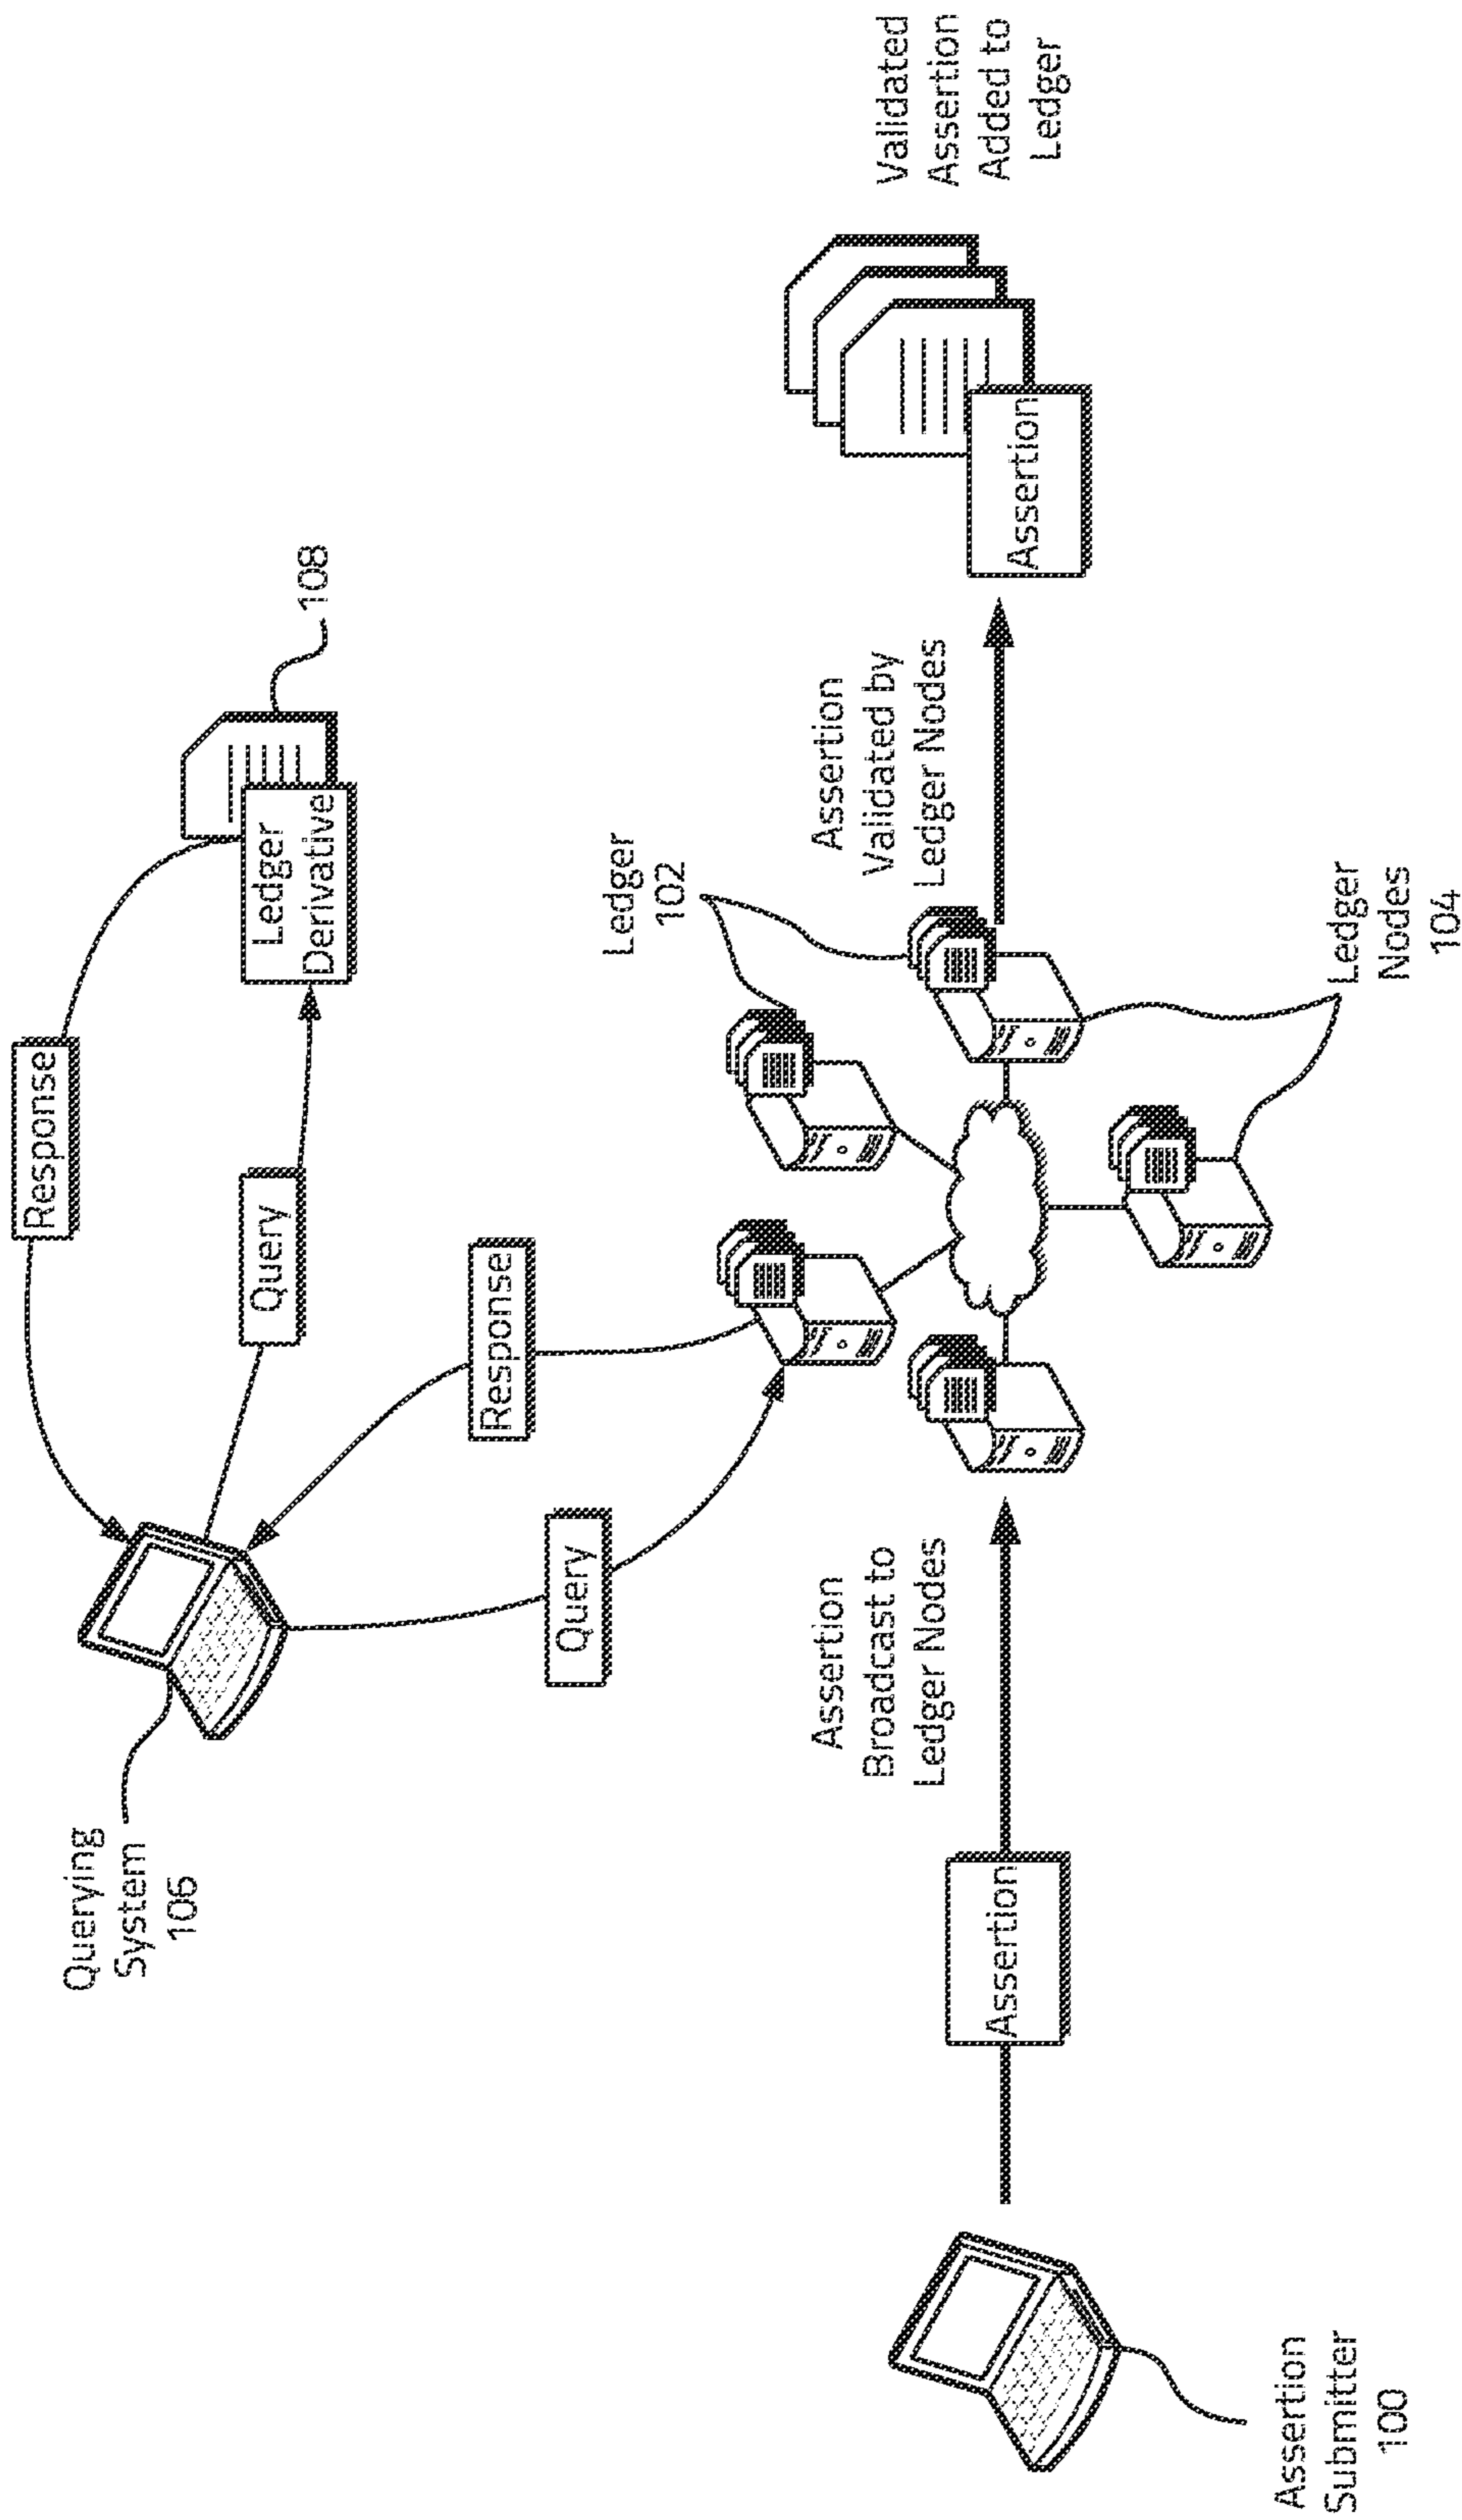 Querying
System
106
Response
Query
Ledger
Derivative
108
Response
Query
Ledger
102
Assertion
Broadcast to
Ledger Nodes
Assertion
Validated by
Ledger Nodes
Validated
Assertion
Added to
Ledger
Assertion
Assertion
Assertion
Submitter
100
Ledger
Nodes
104